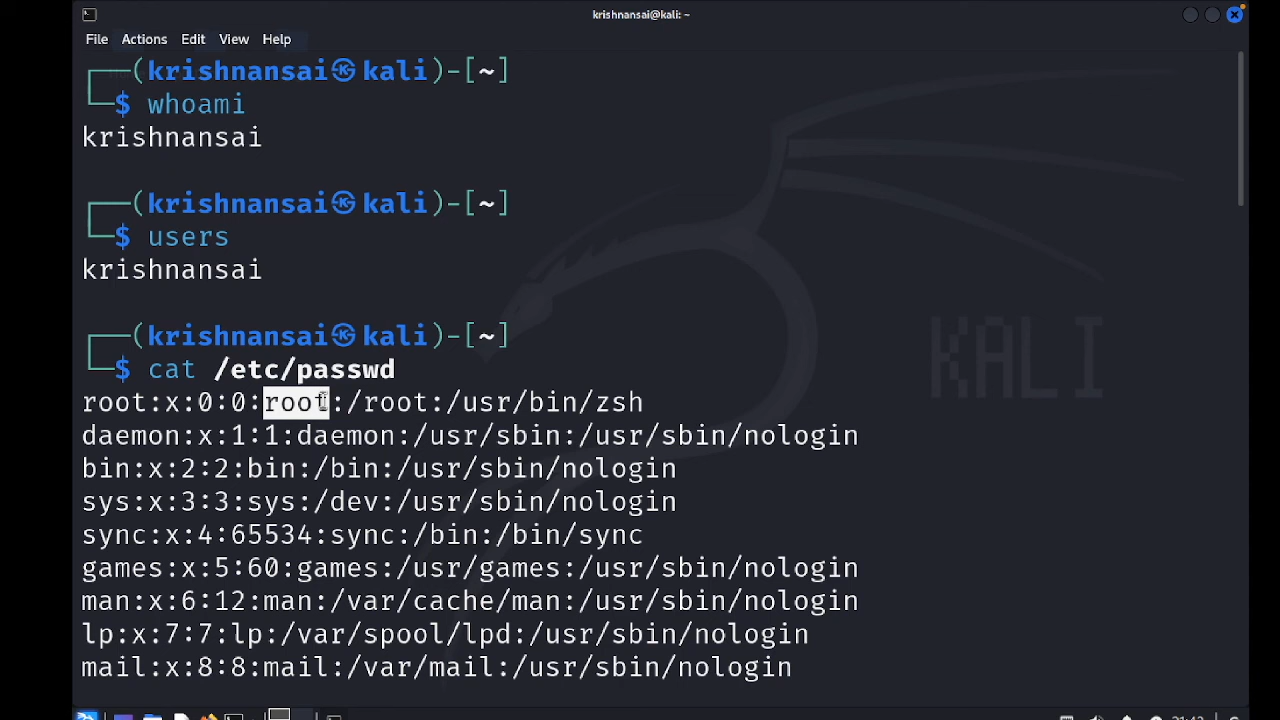 krishnansai@kali: ~
File Actions Edit View Help
┌──(krishnansai㉿kali)-[~]
└─$ whoami
krishnansai
┌──(krishnansai㉿kali)-[~]
└─$ users
krishnansai
┌──(krishnansai㉿kali)-[~]
└─$ cat /etc/passwd
root:x:0:0:root:/root:/usr/bin/zsh
daemon:x:1:1:daemon:/usr/sbin:/usr/sbin/nologin
bin:x:2:2:bin:/bin:/usr/sbin/nologin
sys:x:3:3:sys:/dev:/usr/sbin/nologin
sync:x:4:65534:sync:/bin:/bin/sync
games:x:5:60:games:/usr/games:/usr/sbin/nologin
man:x:6:12:man:/var/cache/man:/usr/sbin/nologin
lp:x:7:7:lp:/var/spool/lpd:/usr/sbin/nologin
mail:x:8:8:mail:/var/mail:/usr/sbin/nologin
KALI